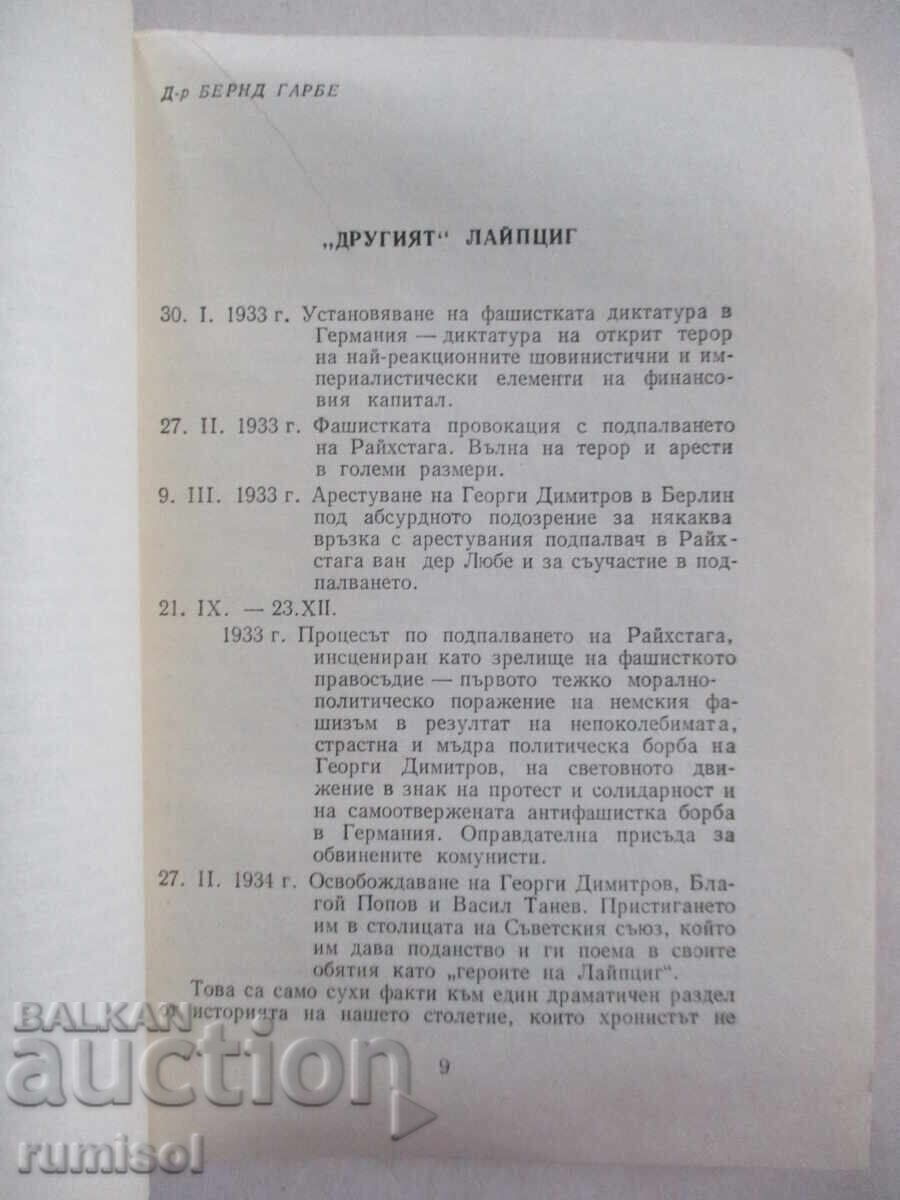 Д-р БЕРНД ГАРБЕ
„ДРУГИЯТ“ ЛАЙПЦИГ
30. I. 1933 г. Установяване на фашистката диктатура в
Германия — диктатура на открит терор
на най-реакционните шовинистични и им-
периалистически елементи на финансо-
вия капитал.
27. II. 1933 г. Фашистката провокация с подпалването
на Райхстага. Вълна на терор и арести
в големи размери.
9. III. 1933 г. Арестуване на Георги Димитров в Берлин
под абсурдното подозрение за някаква
връзка с арестувания подпалвач в Райх-
стага ван дер Любе и за съучастие в под-
палването.
21. IX. — 23.XII.
1933 г. Процесът по подпалването на Райхстага,
инсцениран като зрелище на фашисткото
правосъдие — първото тежко морално-
политическо поражение на немския фа-
шизъм в резултат на непоколебимата,
страстна и мъдра политическа борба на
Георги Димитров, на световното дви-
жение в знак на протест и солидарност и
на самоотвержената антифашистка борба
в Германия. Оправдателна присъда за
обвинените комунисти.
27. II. 1934 г. Освобождаване на Георги Димитров, Бла-
гой Попов и Васил Танев. Пристигането
им в столицата на Съветския съюз, който
им дава поданство и ги поема в своите
обятия като „героите на Лайпциг“.
Това са само сухи факти към един драматичен раздел
историята на нашето столетие, които хронистът не
9
BALKAN
auction
rumisol